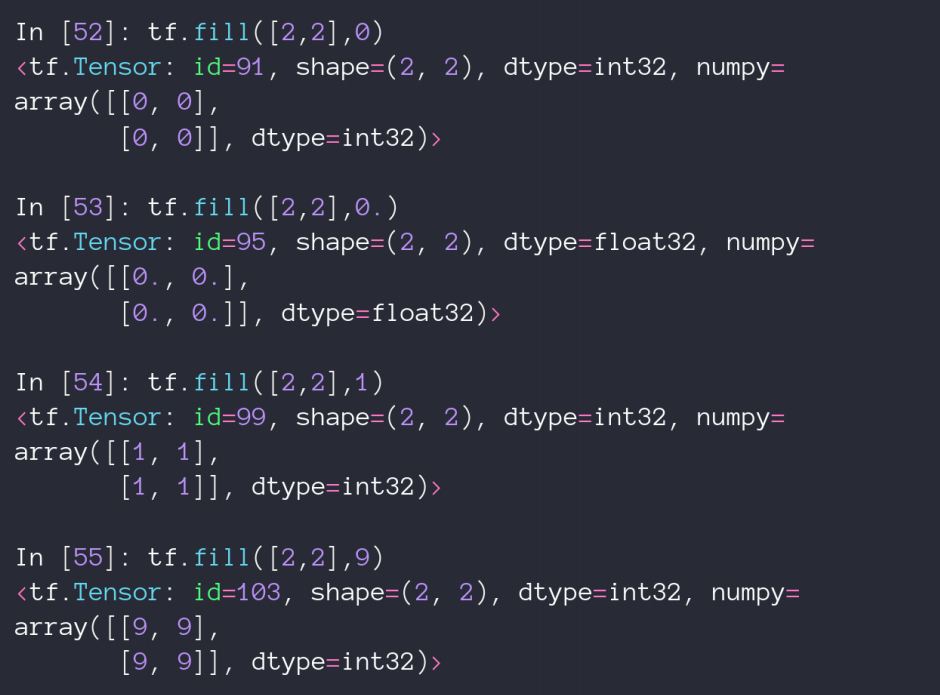 In [52]: tf.fill([2,2],0)
<tf.Tensor: id=91, shape=(2, 2), dtype=int32, numpy=
array([[0, 0],
       [0, 0]], dtype=int32)>

In [53]: tf.fill([2,2],0.)
<tf.Tensor: id=95, shape=(2, 2), dtype=float32, numpy=
array([[0., 0.],
       [0., 0.]], dtype=float32)>

In [54]: tf.fill([2,2],1)
<tf.Tensor: id=99, shape=(2, 2), dtype=int32, numpy=
array([[1, 1],
       [1, 1]], dtype=int32)>

In [55]: tf.fill([2,2],9)
<tf.Tensor: id=103, shape=(2, 2), dtype=int32, numpy=
array([[9, 9],
       [9, 9]], dtype=int32)>